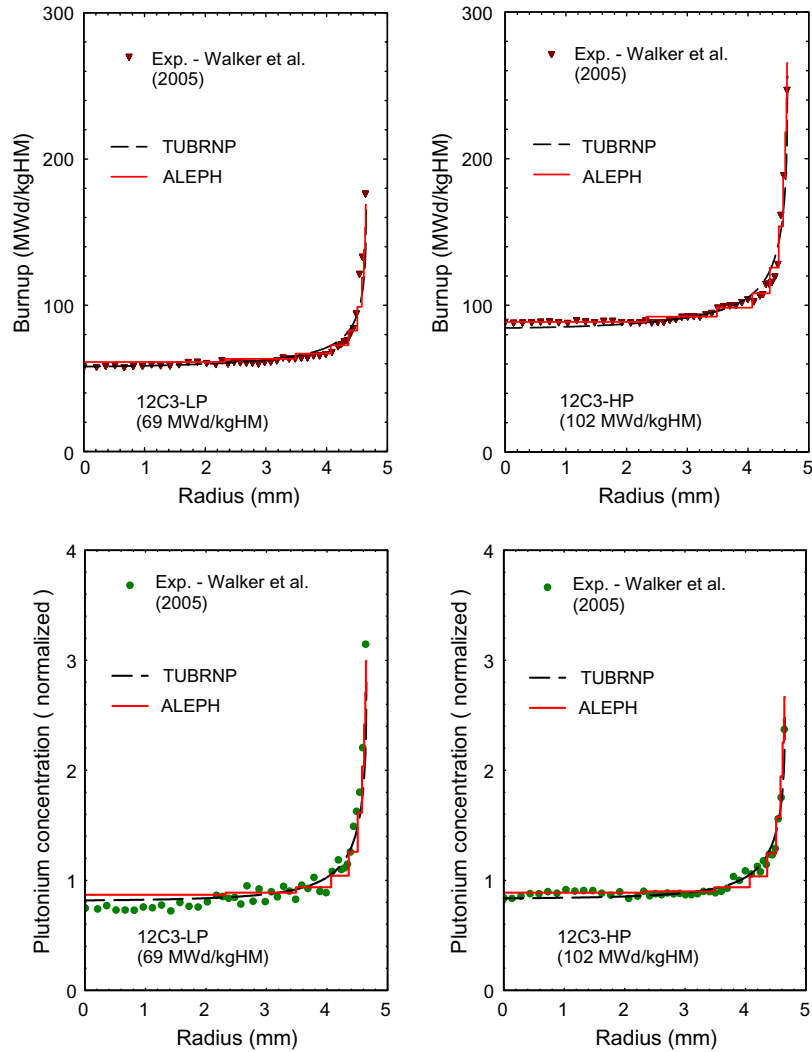 300
200
100
0
Burnup (MWd/kgHM)
Exp. - Walker et al.
(2005)
TUBRNP
ALEPH
12C3-LP
(69 MWd/kgHM)
0 1 2 3 4 5
Radius (mm)
300
200
100
0
Burnup (MWd/kgHM)
Exp. - Walker et al.
(2005)
TUBRNP
ALEPH
12C3-HP
(102 MWd/kgHM)
0 1 2 3 4 5
Radius (mm)
4
3
2
1
0
Plutonium concentration ( normalized )
Exp. - Walker et al.
(2005)
TUBRNP
ALEPH
12C3-LP
(69 MWd/kgHM)
0 1 2 3 4 5
Radius (mm)
4
3
2
1
0
Plutonium concentration ( normalized )
Exp. - Walker et al.
(2005)
TUBRNP
ALEPH
12C3-HP
(102 MWd/kgHM)
0 1 2 3 4 5
Radius (mm)